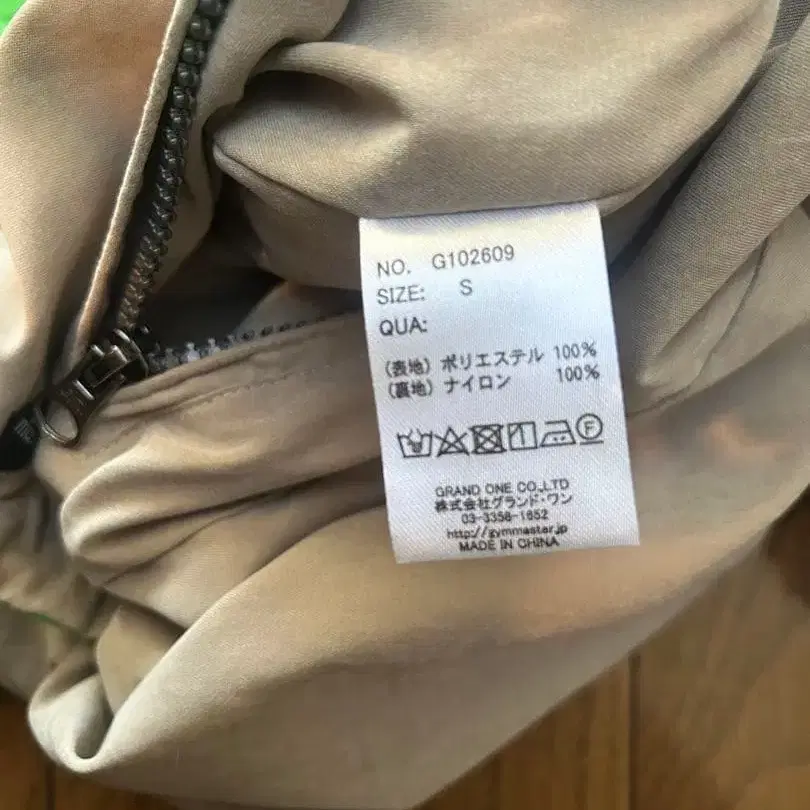 NO. G102609
SIZE: S
QUA:
(表地) ポリエステル 100%
(裏地) ナイロン 100%
F
GRAND ONE CO.,LTD
株式会社グランド・ワン
03-3358-1652
http://gymmastar.jp
MADE IN CHINA